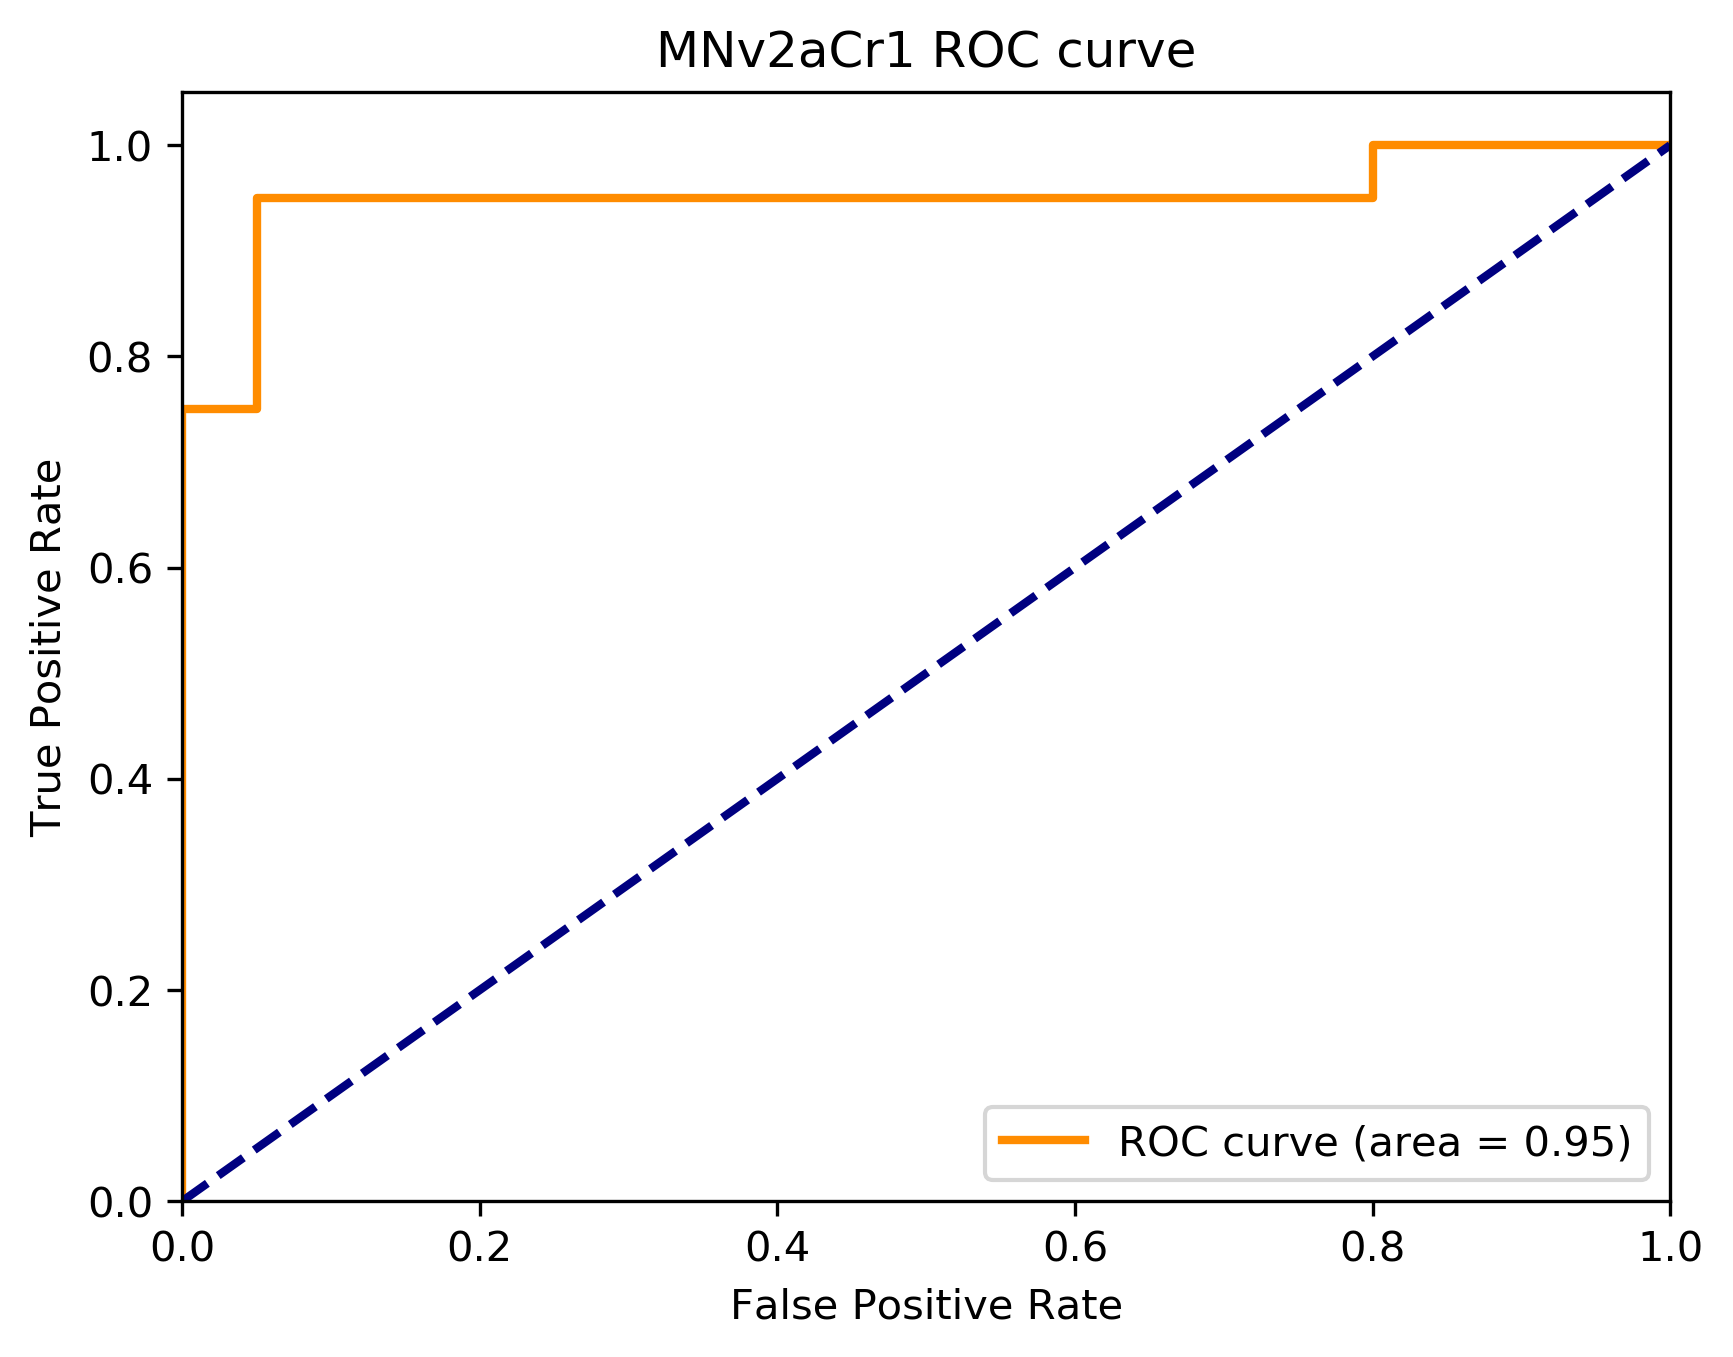 MNv2aCr1 ROC curve
1.0
0.8
0.6
0.4
0.2
0.0
True Positive Rate
ROC curve (area = 0.95)
0.0 0.2 0.4 0.6 0.8 1.0
False Positive Rate